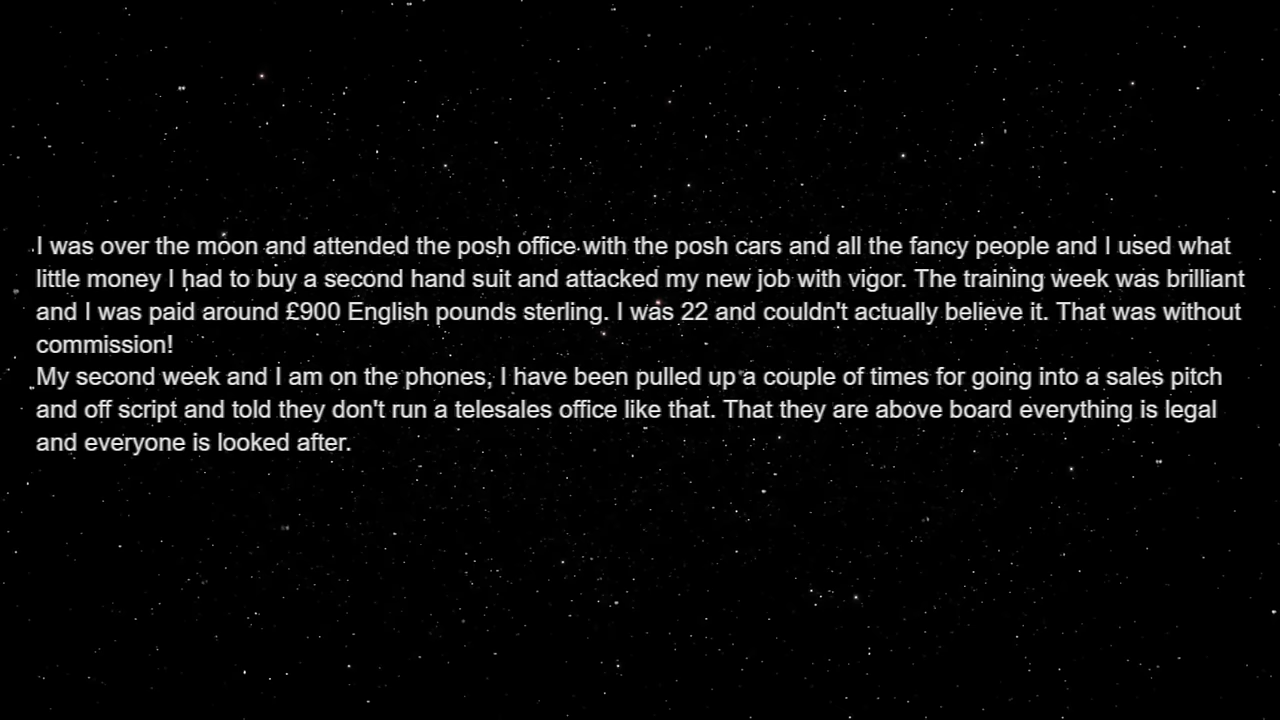 I was over the moon and attended the posh office with the posh cars and all the fancy people and I used what
little money I had to buy a second hand suit and attacked my new job with vigor. The training week was brilliant
and I was paid around £900 English pounds sterling. I was 22 and couldn't actually believe it. That was without
commission!
My second week and I am on the phones, I have been pulled up a couple of times for going into a sales pitch
and off script and told they don't run a telesales office like that. That they are above board everything is legal
and everyone is looked after.